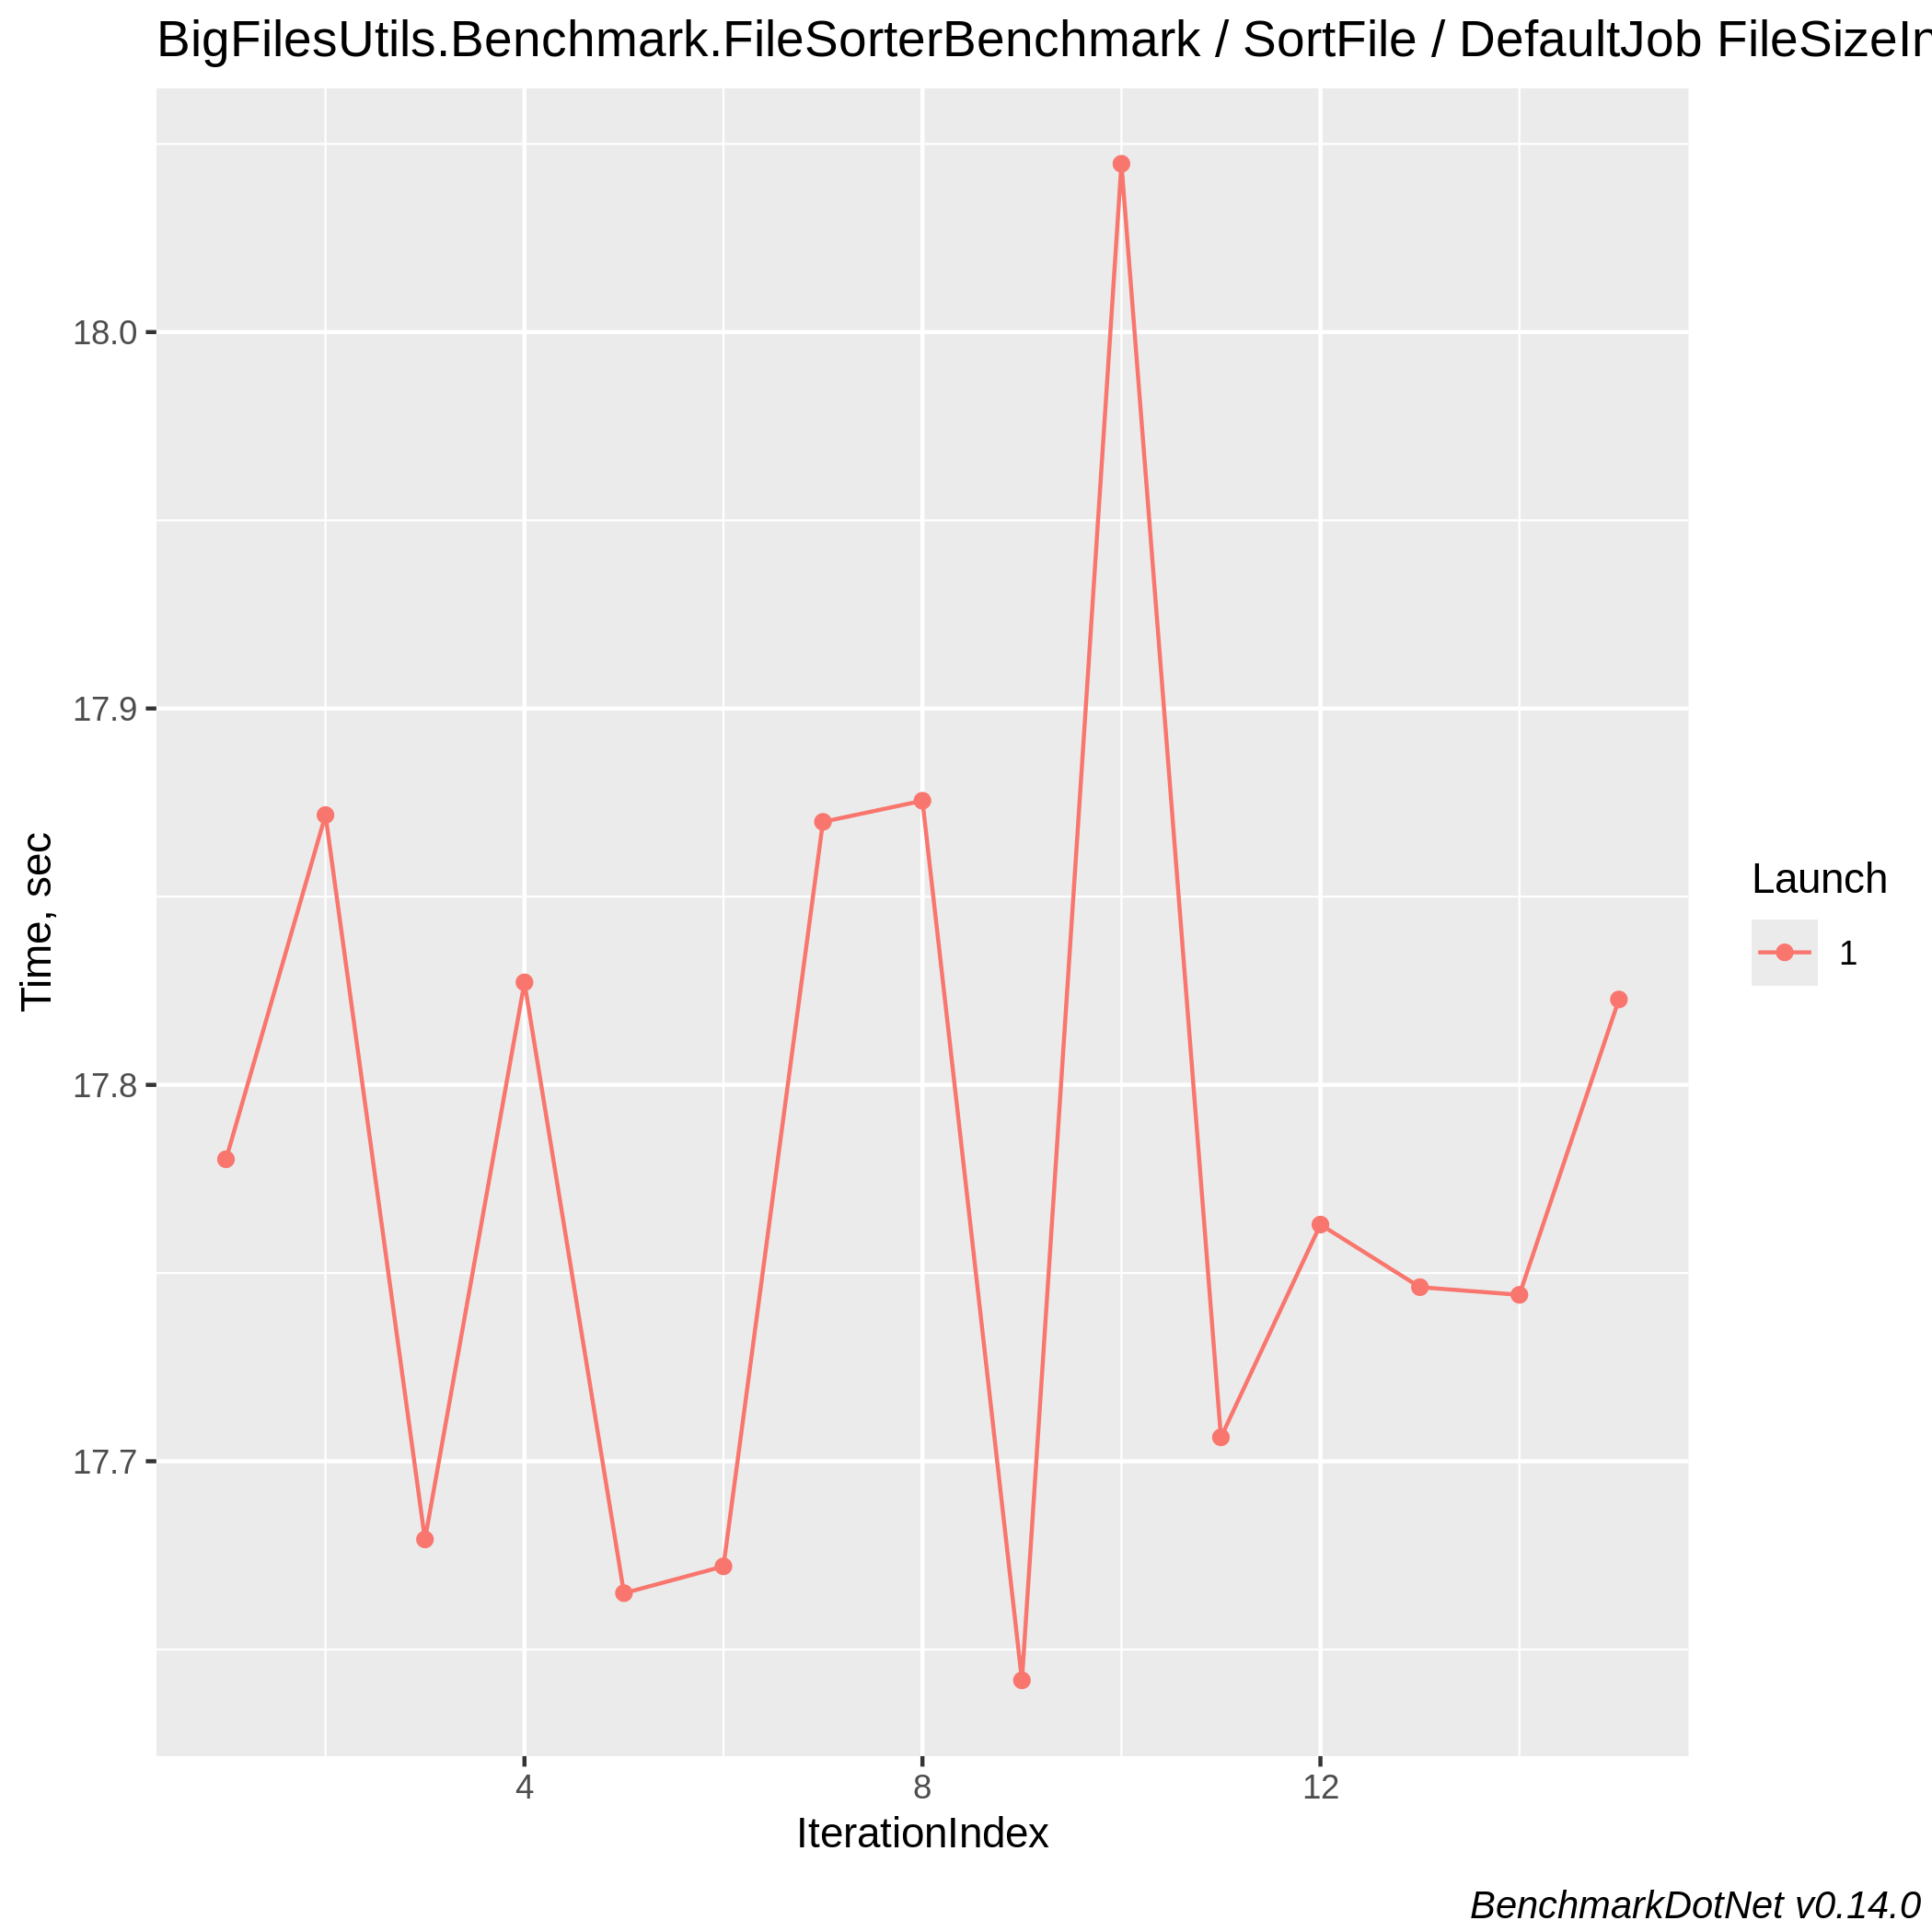 BigFilesUtils.Benchmark.FileSorterBenchmark / SortFile / DefaultJob FileSizeIn
18.0
17.9
17.8
17.7
Time, sec
4 8 12
IterationIndex
Launch
1
BenchmarkDotNet v0.14.0